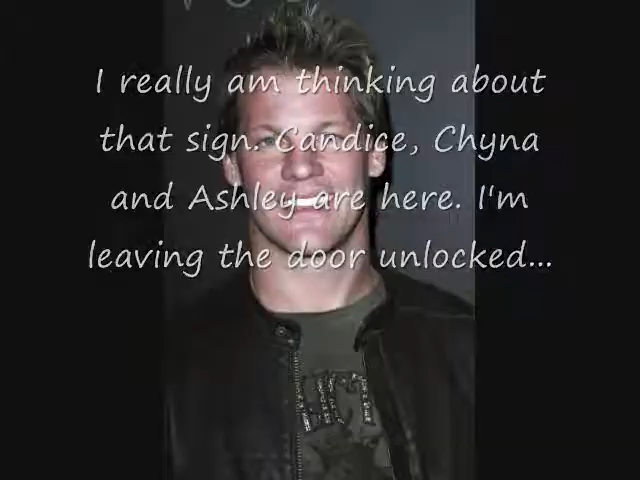 I really am thinking about
that sign. Candice, Chyna
and Ashley are here. I'm
leaving the door unlocked...